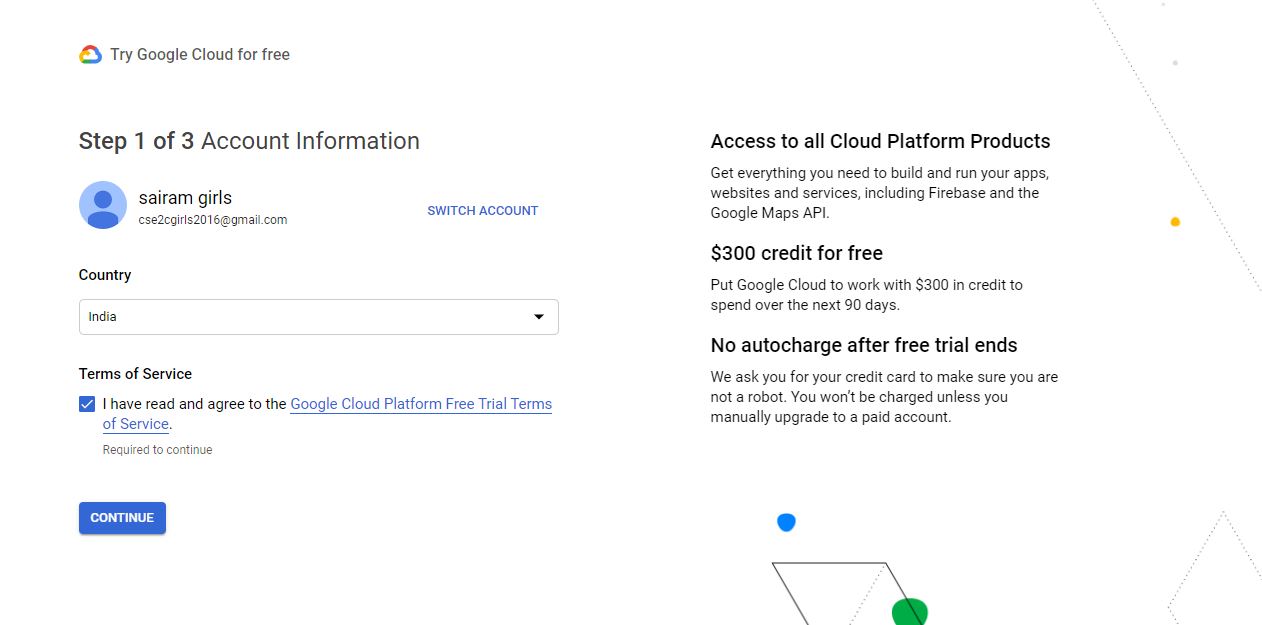 Try Google Cloud for free
Step 1 of 3 Account Information
sairam girls
cse2cgirls2016@gmail.com
SWITCH ACCOUNT
Country
India
Terms of Service
I have read and agree to the Google Cloud Platform Free Trial Terms
of Service.
Required to continue
CONTINUE
Access to all Cloud Platform Products
Get everything you need to build and run your apps,
websites and services, including Firebase and the
Google Maps API.
$300 credit for free
Put Google Cloud to work with $300 in credit to
spend over the next 90 days.
No autocharge after free trial ends
We ask you for your credit card to make sure you are
not a robot. You won’t be charged unless you
manually upgrade to a paid account.